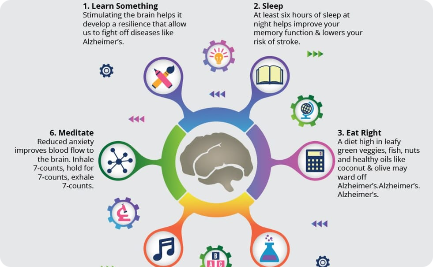 1. Learn Something
Stimulating the brain helps it
develop a resilience that allow
us to fight off diseases like
Alzheimer's.
2. Sleep
At least six hours of sleep at
night helps improve your
memory function & lowers your
risk of stroke.
3. Eat Right
A diet high in leafy
green veggies, fish, nuts
and healthy oils like
coconut & olive may
ward off
Alzheimer's Alzheimer's.
Alzheimer's.
6. Meditate
Reduced anxiety
improves blood flow to
the brain. Inhale
7-counts, hold for
7-counts, exhale
7-counts.